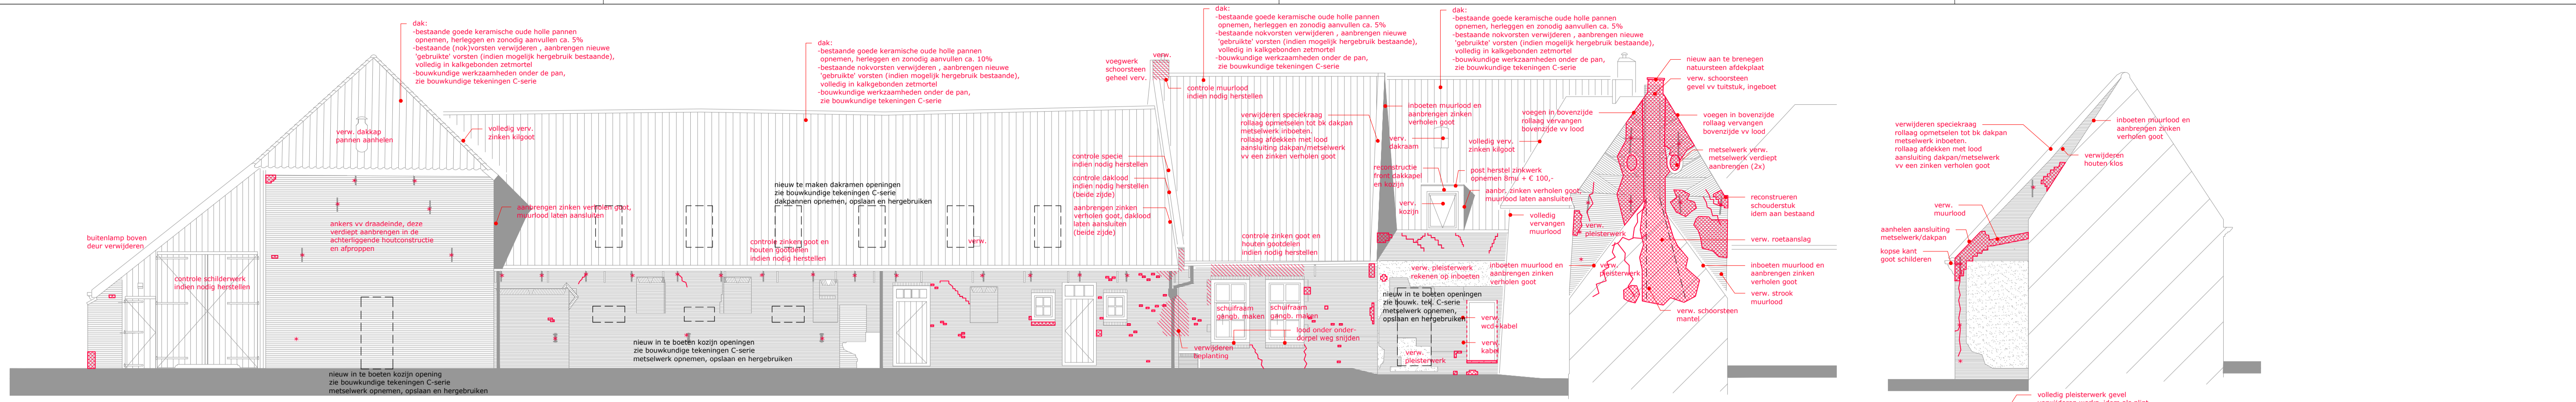 dak:
-bestaande goede keramische oude holle pannen
opnemen, herleggen en zonodig aanvullen ca. 5%
-bestaande (nok)vorsten verwijderen , aanbrengen nieuwe
'gebruikte' vorsten (indien mogelijk hergebruik bestaande),
volledig in kalkgebonden zetmortel
-bouwkundige werkzaamheden onder de pan,
zie bouwkundige tekeningen C-serie
verw. dakkap
pannen aanhelen
volledig verv.
zinken kilgoot
ankers vv draadeinde, deze
verdiept aanbrengen in de
achterliggende houtconstructie
en afproppen
aanbrengen zinken verholen goot,
muurlood laten aansluiten
buitenlamp boven
deur verwijderen
controle schilderwerk
indien nodig herstellen
nieuw in te boeten kozijn opening
zie bouwkundige tekeningen C-serie
metselwerk opnemen, opslaan en hergebruiken
dak:
-bestaande goede keramische oude holle pannen
opnemen, herleggen en zonodig aanvullen ca. 10%
-bestaande nokvorsten verwijderen , aanbrengen nieuwe
'gebruikte' vorsten (indien mogelijk hergebruik bestaande),
volledig in kalkgebonden zetmortel
-bouwkundige werkzaamheden onder de pan,
zie bouwkundige tekeningen C-serie
nieuw te maken dakramen openingen
zie bouwkundige tekeningen C-serie
dakpannen opnemen, opslaan en hergebruiken
controle zinken goot en
houten gootdelen
indien nodig herstellen
verw.
nieuw in te boeten kozijn openingen
zie bouwkundige tekeningen C-serie
metselwerk opnemen, opslaan en hergebruiken
voegwerk
schoorsteen
geheel verv.
verw.
controle muurlood
indien nodig herstellen
controle specie
indien nodig herstellen
controle daklood
indien nodig herstellen
(beide zijde)
aanbrengen zinken
verholen goot, daklood
laten aansluiten
(beide zijde)
dak:
-bestaande goede keramische oude holle pannen
opnemen, herleggen en zonodig aanvullen ca. 5%
-bestaande nokvorsten verwijderen , aanbrengen nieuwe
'gebruikte' vorsten (indien mogelijk hergebruik bestaande),
volledig in kalkgebonden zetmortel
-bouwkundige werkzaamheden onder de pan,
zie bouwkundige tekeningen C-serie
verwijderen speciekraag
rollaag opmetselen tot bk dakpan
metselwerk inboeten.
rollaag afdekken met lood
aansluiting dakpan/metselwerk
vv een zinken verholen goot
controle zinken goot en
houten gootdelen
indien nodig herstellen
schuifraam
gangb. maken
schuifraam
gangb. maken
lood onder onder-
dorpel weg snijden
verwijderen
beplanting
dak:
-bestaande goede keramische oude holle pannen
opnemen, herleggen en zonodig aanvullen ca. 5%
-bestaande nokvorsten verwijderen , aanbrengen nieuwe
'gebruikte' vorsten (indien mogelijk hergebruik bestaande),
volledig in kalkgebonden zetmortel
-bouwkundige werkzaamheden onder de pan,
zie bouwkundige tekeningen C-serie
inboeten muurlood en
aanbrengen zinken
verholen goot
verv.
dakraam
volledig verv.
zinken kilgoot
reconstructie
front dakkapel
en kozijn
post herstel zinkwerk
opnemen 8mu + € 100,-
aanbr. zinken verholen goot,
muurlood laten aansluiten
verv.
kozijn
volledig
vervangen
muurlood
verw. pleisterwerk
rekenen op inboeten
inboeten muurlood en
aanbrengen zinken
verholen goot
nieuw in te boeten openingen
zie bouwk. tek. C-serie
metselwerk opnemen,
opslaan en hergebruiken
verw.
wcd+kabel
verw.
kabel
verw.
pleisterwerk
nieuw aan te brenegen
natuursteen afdekplaat
verw. schoorsteen
gevel vv tuitstuk, ingeboet
voegen in bovenzijde
rollaag vervangen
bovenzijde vv lood
voegen in bovenzijde
rollaag vervangen
bovenzijde vv lood
metselwerk verw.
metselwerk verdiept
aanbrengen (2x)
reconstrueren
schouderstuk
idem aan bestaand
verw.
pleisterwerk
verw. roetaanslag
verw.
pleisterwerk
inboeten muurlood en
aanbrengen zinken
verholen goot
verw. strook
muurlood
verw. schoorsteen
mantel
verwijderen speciekraag
rollaag opmetselen tot bk dakpan
metselwerk inboeten.
rollaag afdekken met lood
aansluiting dakpan/metselwerk
vv een zinken verholen goot
inboeten muurlood en
aanbrengen zinken
verholen goot
verwijderen
houten klos
verw.
muurlood
aanhelen aansluiting
metselwerk/dakpan
kopse kant
goot schilderen
volledig pleisterwerk gevel